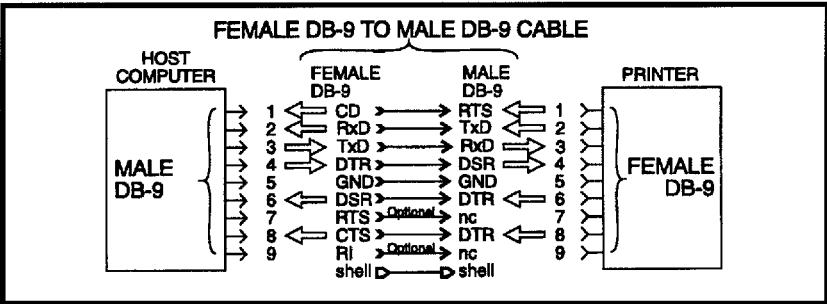 FEMALE DB-9 TO MALE DB-9 CABLE
HOST COMPUTER
FEMALE DB-9
MALE DB-9
PRINTER
MALE DB-9
FEMALE DB-9
1 CD RTS 1
2 RxD TxD 2
3 TxD RxD 3
4 DTR DSR 4
5 GND GND 5
6 DSR DTR 6
7 RTS Optional nc 7
8 CTS DTR 8
9 RI Optional nc 9
shell shell